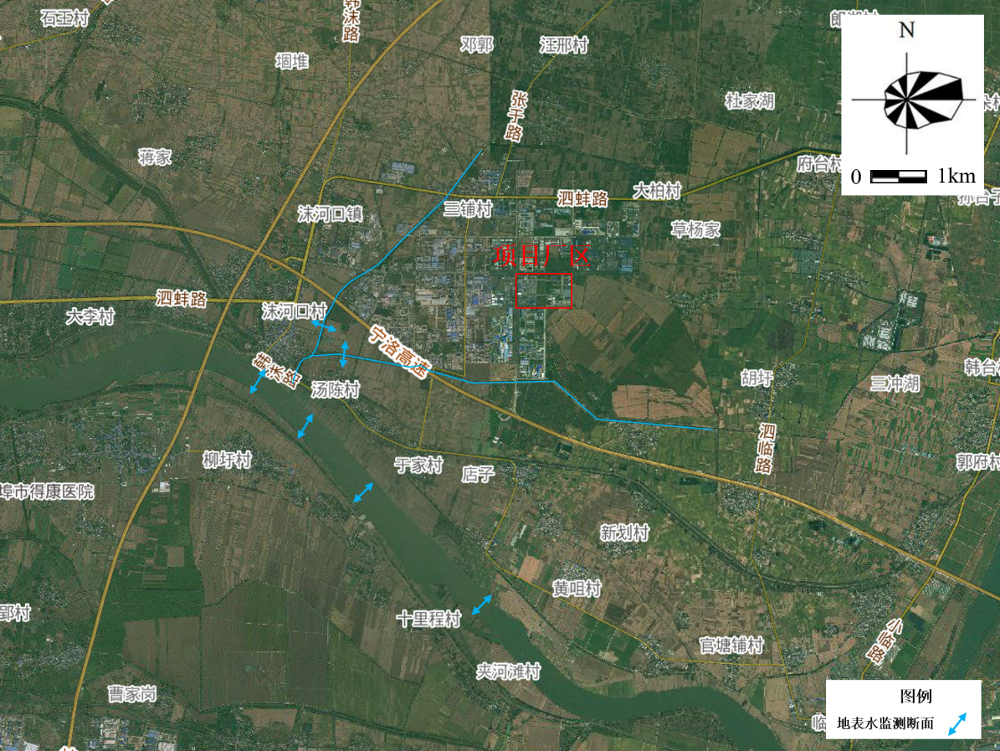 石王村
韩沫路
堌堆
邓郭
汪邢村
张于路
杜家湖
N
0
1km
蒋家
府台村
沫河口镇
三铺村
泗蚌路
大柏村
草杨家
项目厂区
泗蚌路
大李村
沫河口村
宁洛高速
韩沫路
汤陈村
胡圩
三冲湖
韩台村
泗临路
柳圩村
于家村
店子
郭府村
埠市得康医院
新划村
黄咀村
十里程村
官塘铺村
小临路
夹河滩村
曹家岗
图例
地表水监测断面
临